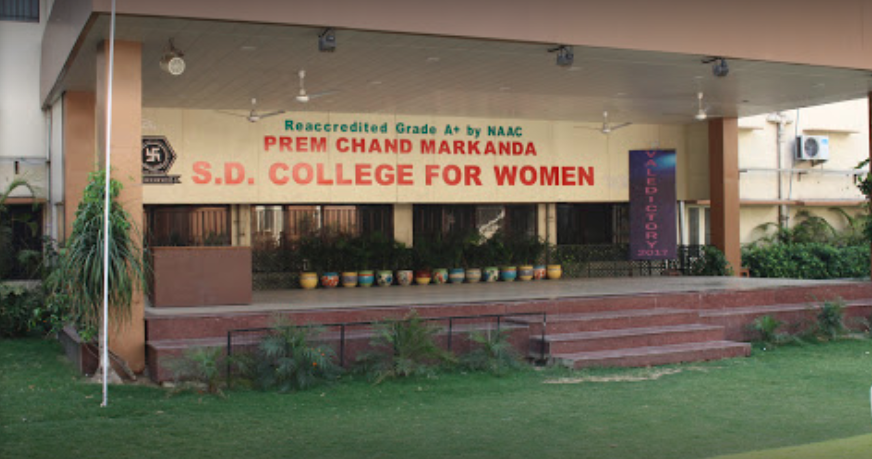 Reaccredited Grade A+ by NAAC
PREM CHAND MARKANDA
S.D. COLLEGE FOR WOMEN
VALEDICTORY
2017